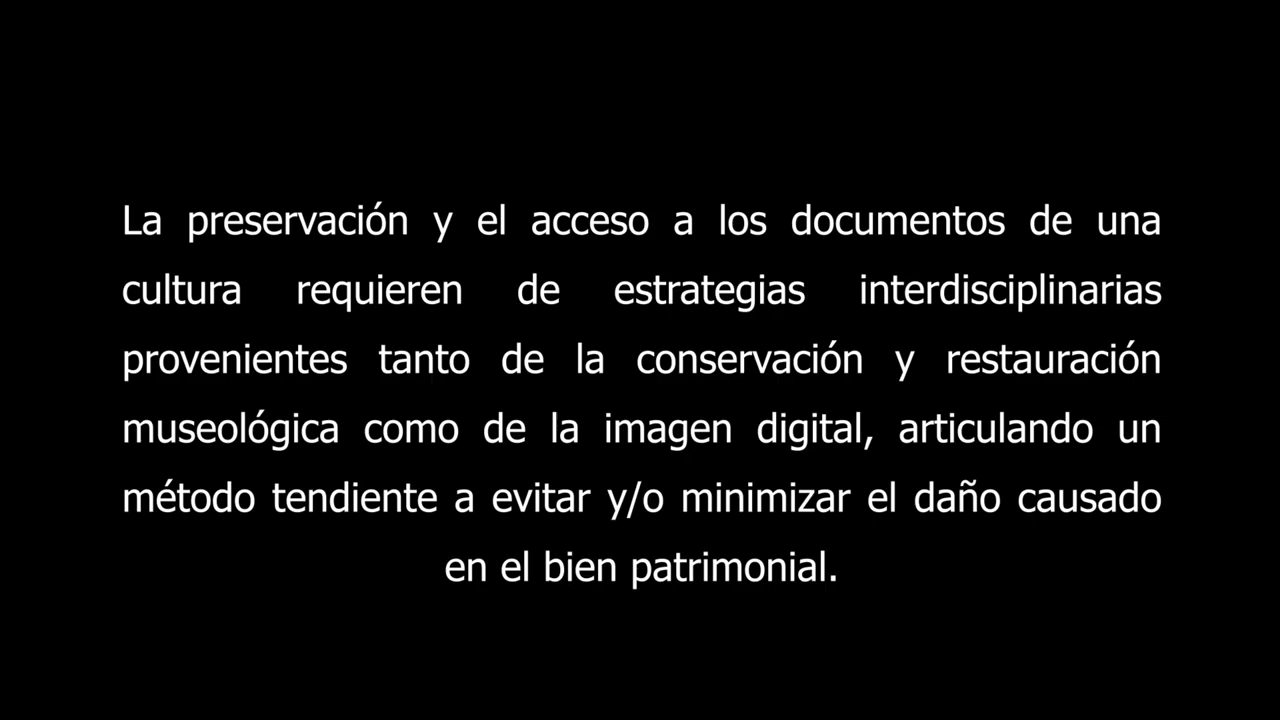 La preservación y el acceso a los documentos de una
cultura requieren de estrategias interdisciplinarias
provenientes tanto de la conservación y restauración
museológica como de la imagen digital, articulando un
método tendiente a evitar y/o minimizar el daño causado
en el bien patrimonial.